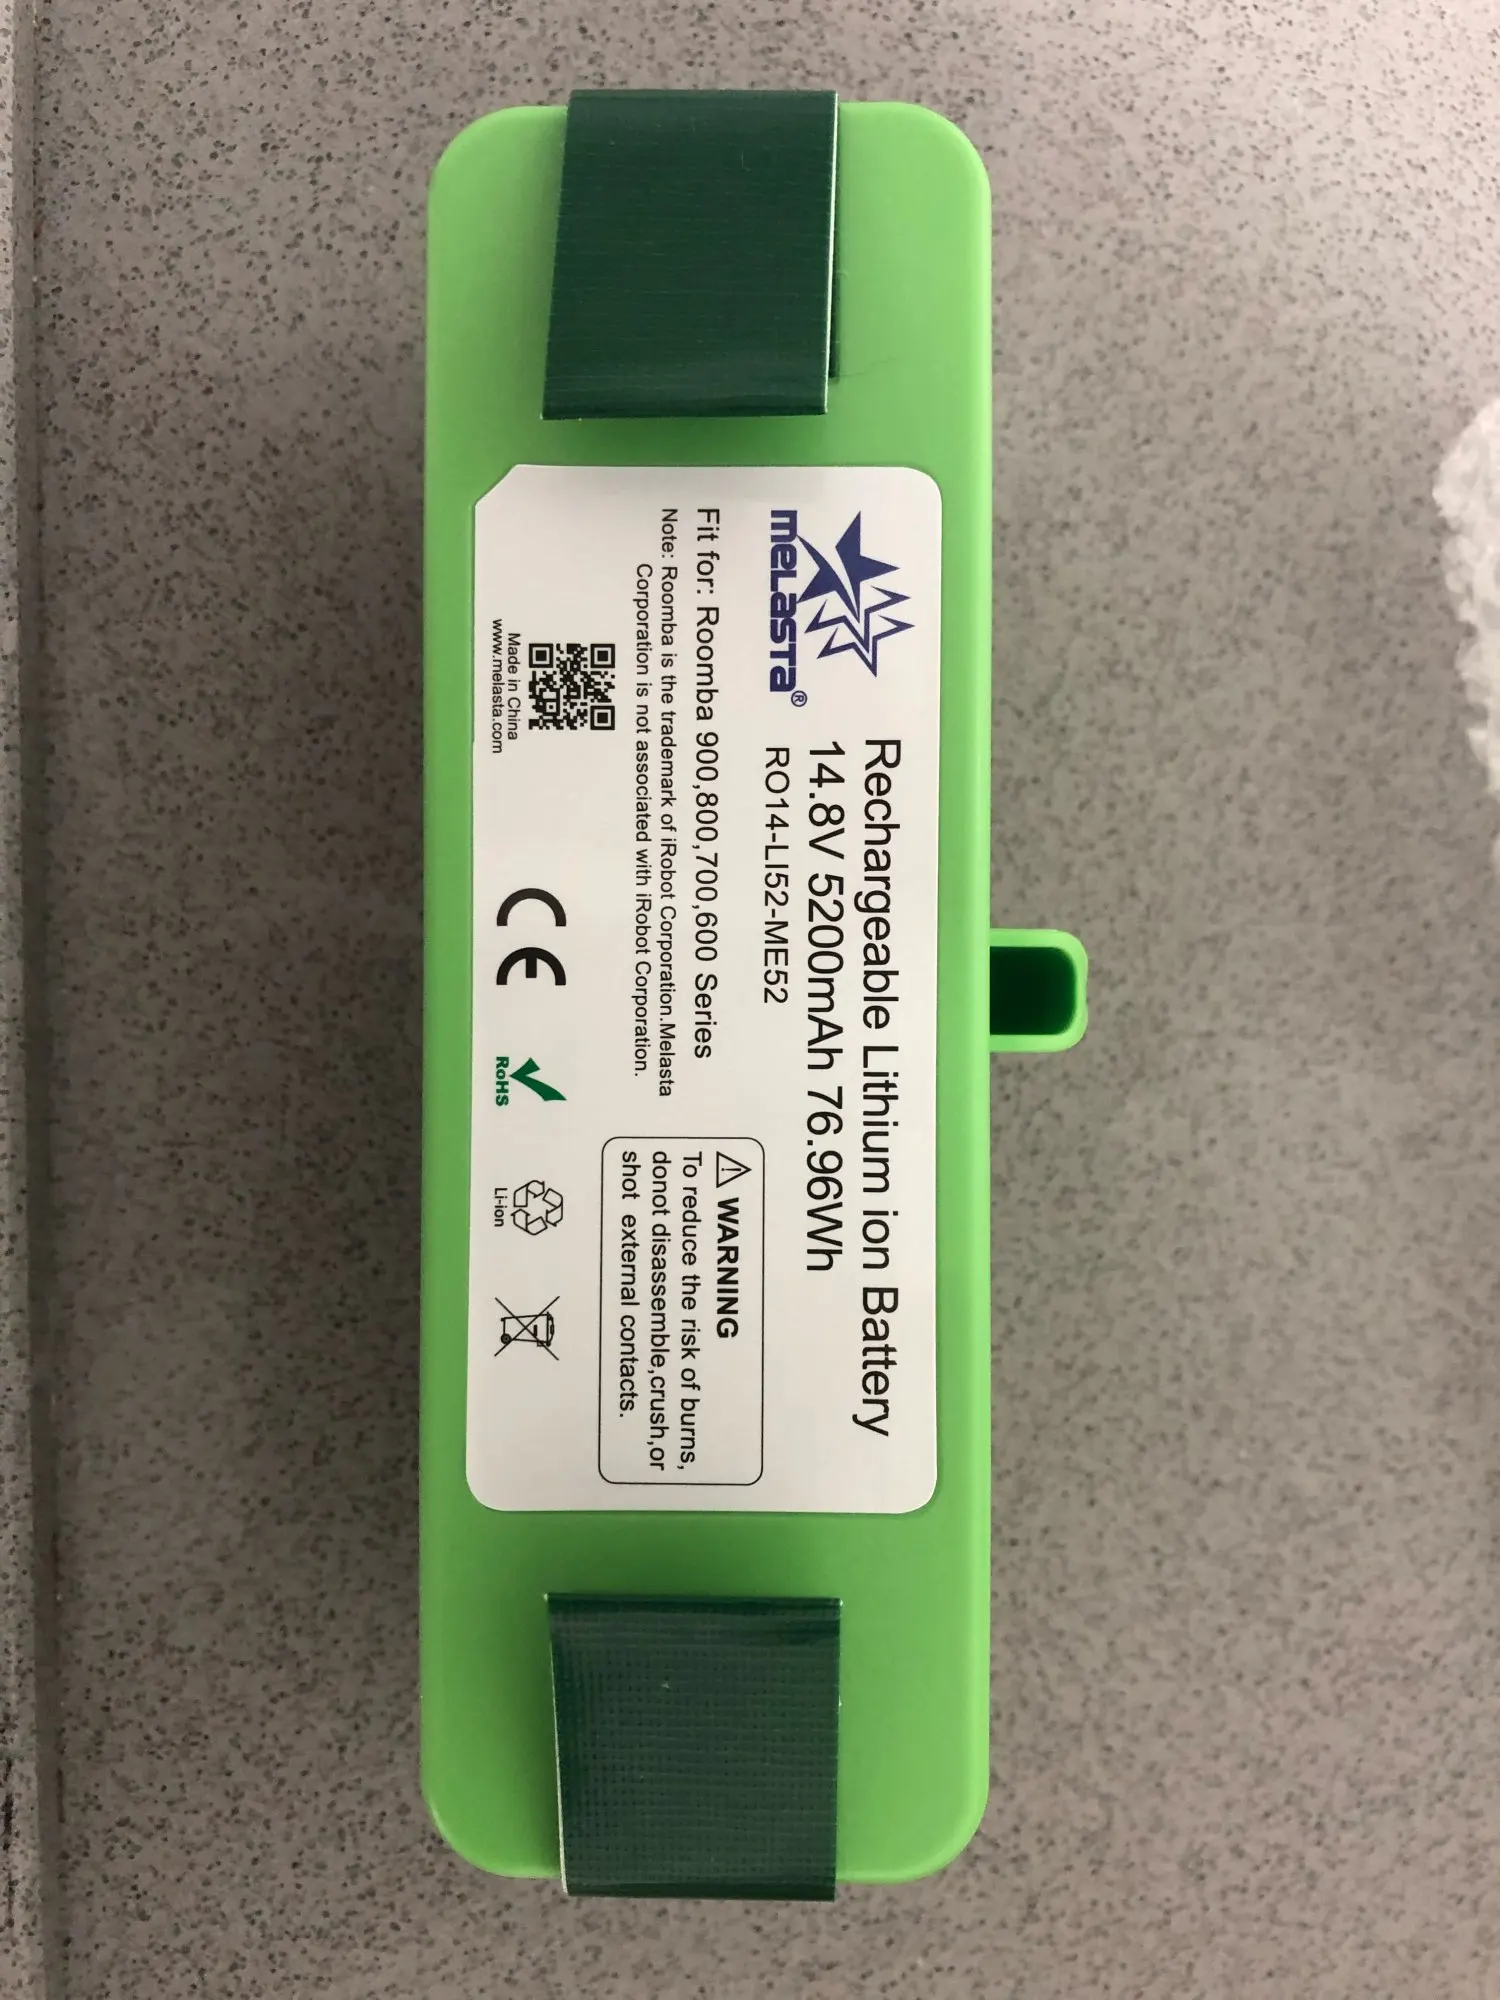 Rechargeable Lithium ion Battery
14.8V 5200mAh 76.96Wh
meLasTa®
RO14-LI52-ME52
Fit for: Roomba 900,800,700,600 Series
Note: Roomba is the trademark of iRobot Corporation.Melasta
Corporation is not associated with iRobot Corporation.
WARNING
To reduce the risk of burns,
donot disassemble,crush,or
shot external contacts.
Made in China
www.melasta.com
CE
RoHS
Li-ion